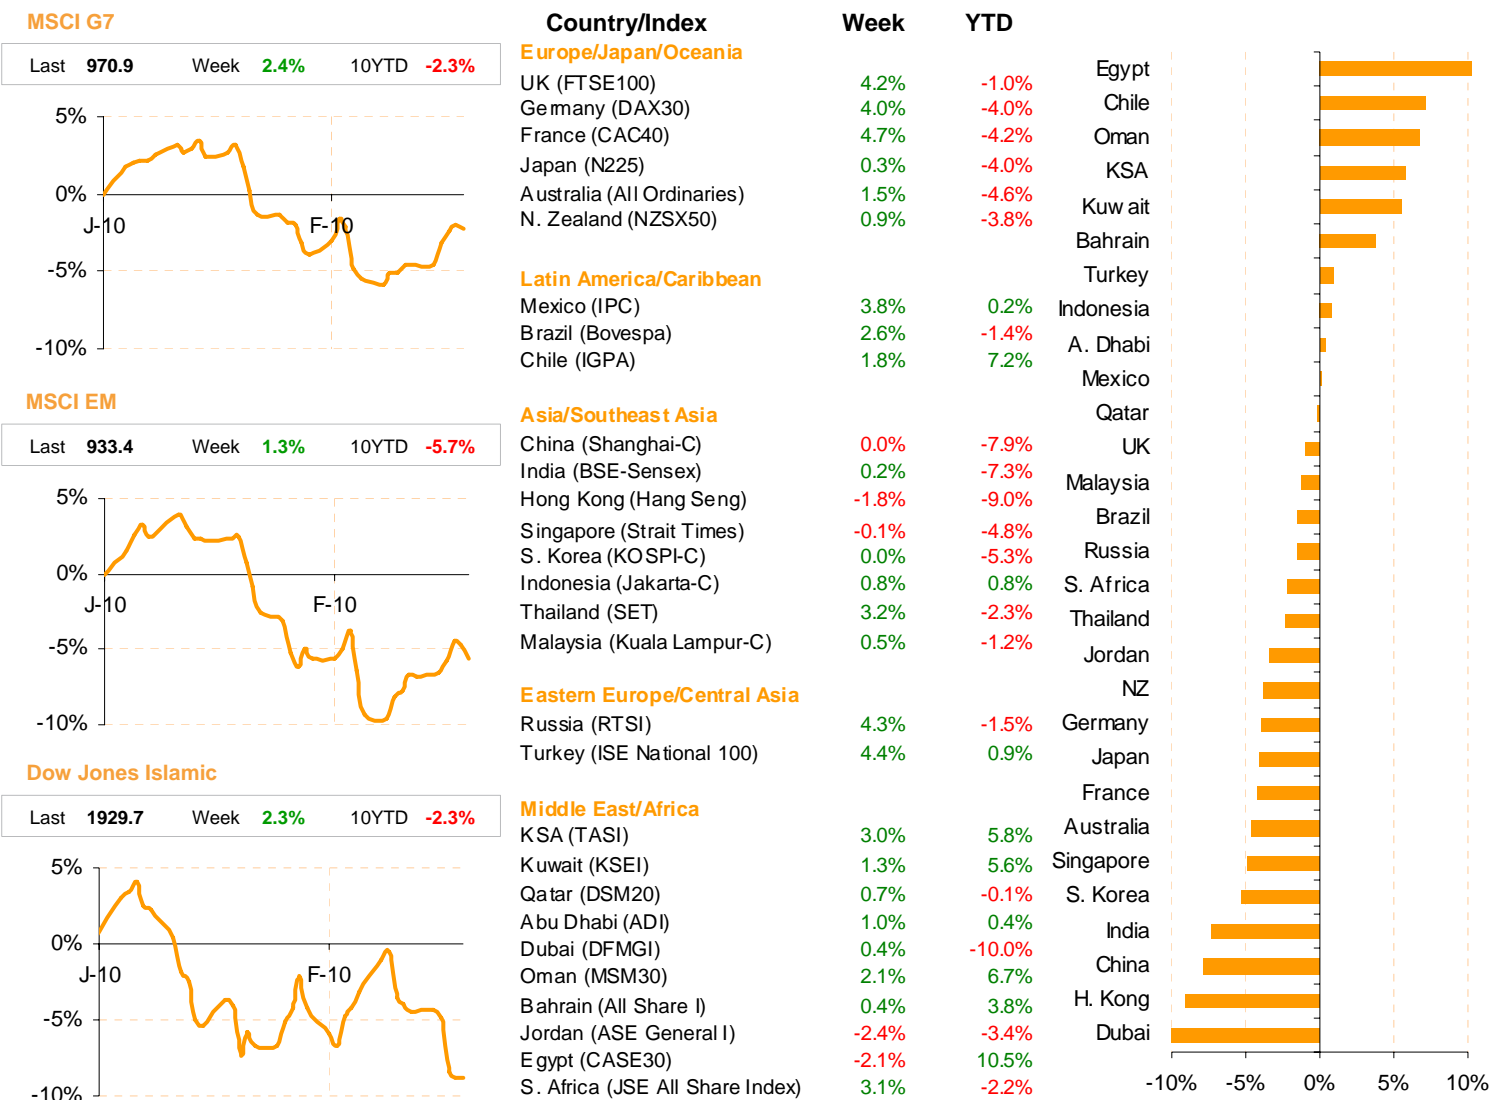 MSCI G7
Last 970.9 Week 2.4% 10YTD -2.3%
5%
0%
J-10 F-10
-5%
-10%
MSCI EM
Last 933.4 Week 1.3% 10YTD -5.7%
5%
0%
J-10 F-10
-5%
-10%
Dow Jones Islamic
Last 1929.7 Week 2.3% 10YTD -2.3%
5%
0%
J-10 F-10
-5%
-10%
Country/Index Week YTD
Europe/Japan/Oceania
UK (FTSE100) 4.2% -1.0%
Germany (DAX30) 4.0% -4.0%
France (CAC40) 4.7% -4.2%
Japan (N225) 0.3% -4.0%
Australia (All Ordinaries) 1.5% -4.6%
N. Zealand (NZSX50) 0.9% -3.8%
Latin America/Caribbean
Mexico (IPC) 3.8% 0.2%
Brazil (Bovespa) 2.6% -1.4%
Chile (IGPA) 1.8% 7.2%
Asia/Southeast Asia
China (Shanghai-C) 0.0% -7.9%
India (BSE-Sensex) 0.2% -7.3%
Hong Kong (Hang Seng) -1.8% -9.0%
Singapore (Strait Times) -0.1% -4.8%
S. Korea (KOSPI-C) 0.0% -5.3%
Indonesia (Jakarta-C) 0.8% 0.8%
Thailand (SET) 3.2% -2.3%
Malaysia (Kuala Lampur-C) 0.5% -1.2%
Eastern Europe/Central Asia
Russia (RTSI) 4.3% -1.5%
Turkey (ISE National 100) 4.4% 0.9%
Middle East/Africa
KSA (TASI) 3.0% 5.8%
Kuwait (KSEI) 1.3% 5.6%
Qatar (DSM20) 0.7% -0.1%
Abu Dhabi (ADI) 1.0% 0.4%
Dubai (DFMGI) 0.4% -10.0%
Oman (MSM30) 2.1% 6.7%
Bahrain (All Share I) 0.4% 3.8%
Jordan (ASE General I) -2.4% -3.4%
Egypt (CASE30) -2.1% 10.5%
S. Africa (JSE All Share Index) 3.1% -2.2%
Egypt
Chile
Oman
KSA
Kuwait
Bahrain
Turkey
Indonesia
A. Dhabi
Mexico
Qatar
UK
Malaysia
Brazil
Russia
S. Africa
Thailand
Jordan
NZ
Germany
Japan
France
Australia
Singapore
S. Korea
India
China
H. Kong
Dubai
-10% -5% 0% 5% 10%